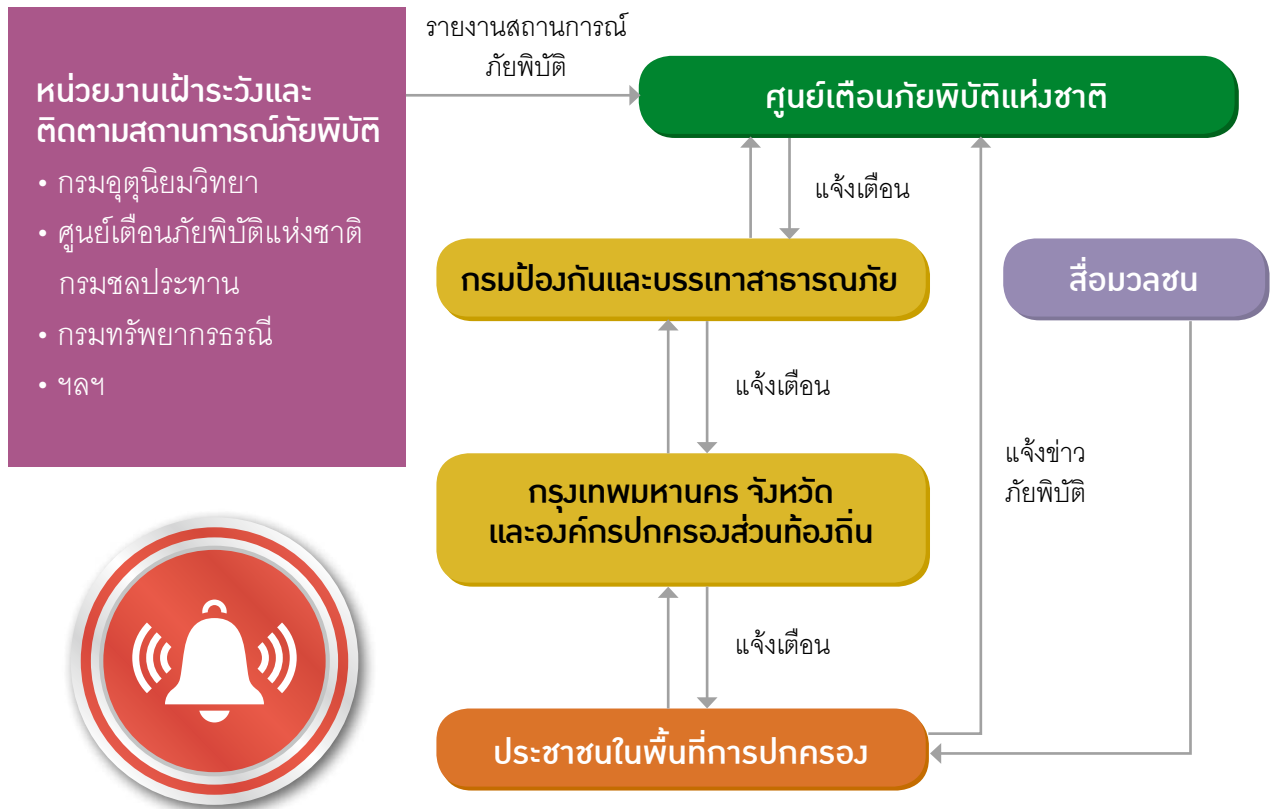 หน่วยงานเฝ้าระวังและ
ติดตามสถานการณ์ภัยพิบัติ
• กรมอุตุนิยมวิทยา
• ศูนย์เตือนภัยพิบัติแห่งชาติ
กรมชลประทาน
• กรมทรัพยากรธรณี
• ฯลฯ
รายงานสถานการณ์
ภัยพิบัติ
ศูนย์เตือนภัยพิบัติแห่งชาติ
แจ้งเตือน
กรมป้องกันและบรรเทาสาธารณภัย
สื่อมวลชน
แจ้งเตือน
กรุงเทพมหานคร จังหวัด
และองค์กรปกครองส่วนท้องถิ่น
แจ้งข่าว
ภัยพิบัติ
แจ้งเตือน
ประชาชนในพื้นที่การปกครอง